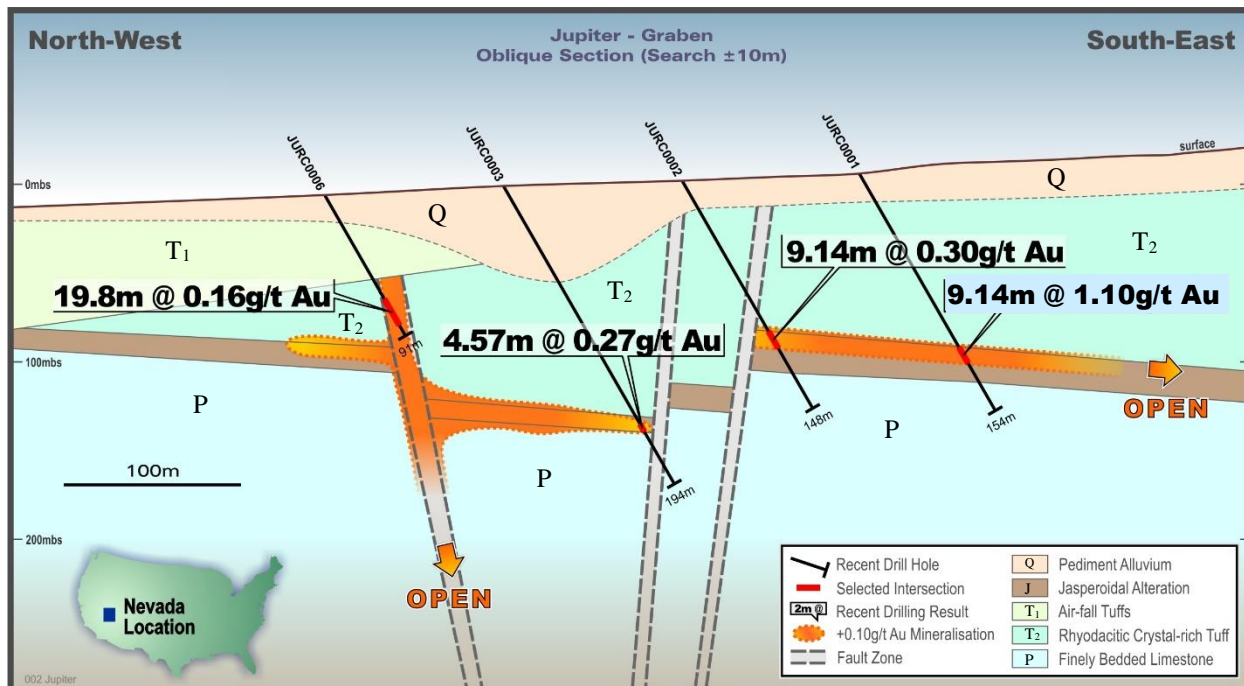 North-West
Jupiter - Graben
Oblique Section (Search ±10m)
South-East
JURC0006
JURC0003
JURC0002
JURC0001
surface
0mbs
Q
Q
T₁
T₂
T₂
T₂
9.14m @ 0.30g/t Au
19.8m @ 0.16g/t Au
9.14m @ 1.10g/t Au
4.57m @ 0.27g/t Au
91m
100mbs
P
P
P
OPEN
148m
154m
100m
194m
200mbs
OPEN
Nevada
Location
Recent Drill Hole
Selected Intersection
2m @
Recent Drilling Result
+0.10g/t Au Mineralisation
Fault Zone
Q
Pediment Alluvium
J
Jasperoidal Alteration
T₁
Air-fall Tuffs
T₂
Rhyodacitic Crystal-rich Tuff
P
Finely Bedded Limestone
002 Jupiter